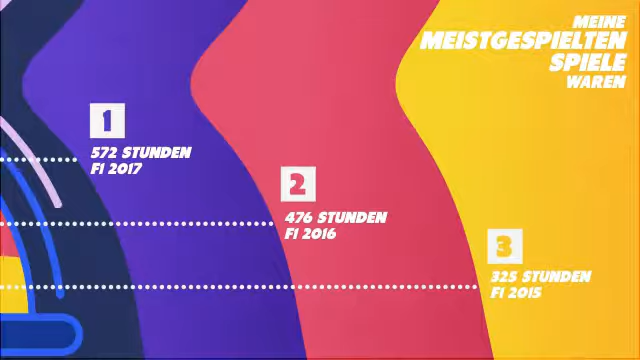 MEINE
MEISTGESPIELTEN
SPIELE
WAREN
1
572 STUNDEN
F1 2017
2
476 STUNDEN
F1 2016
3
325 STUNDEN
F1 2015